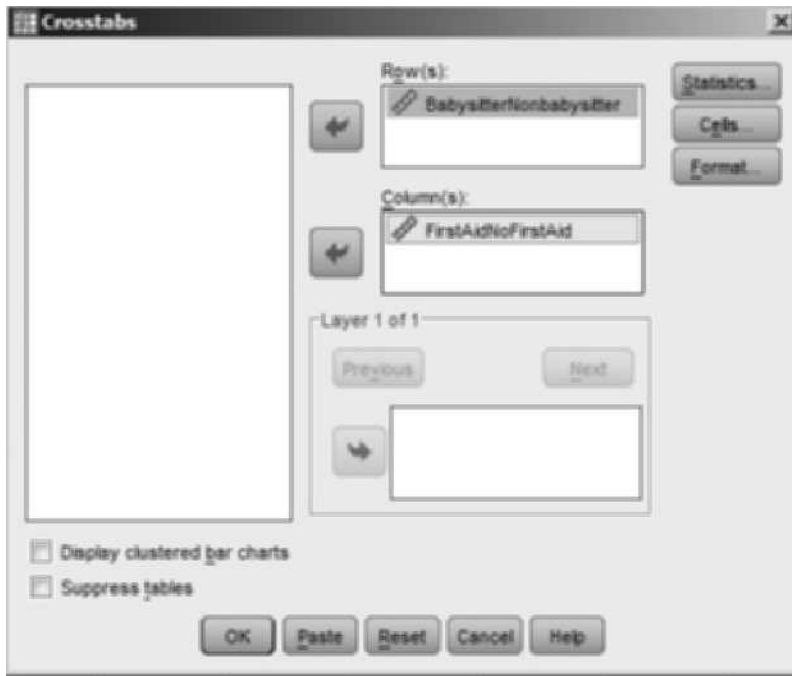 Crosstabs
Row(s):
BabysitterNonbabysitter
Statistics...
Cells...
Format...
Column(s):
FirstAidNoFirstAid
Layer 1 of 1
Previous
Next
Display clustered bar charts
Suppress tables
OK
Paste
Reset
Cancel
Help